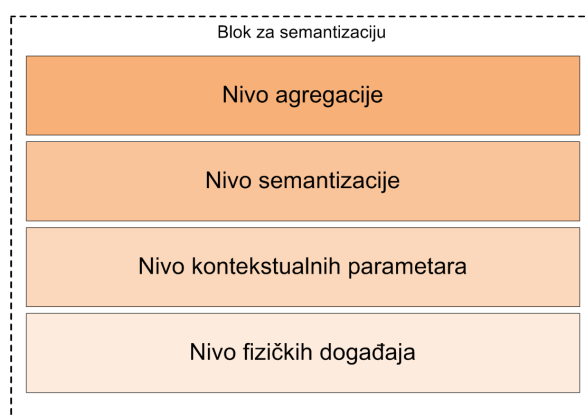 Blok za semantizaciju
Nivo agregacije
Nivo semantizacije
Nivo kontekstualnih parametara
Nivo fizičkih događaja